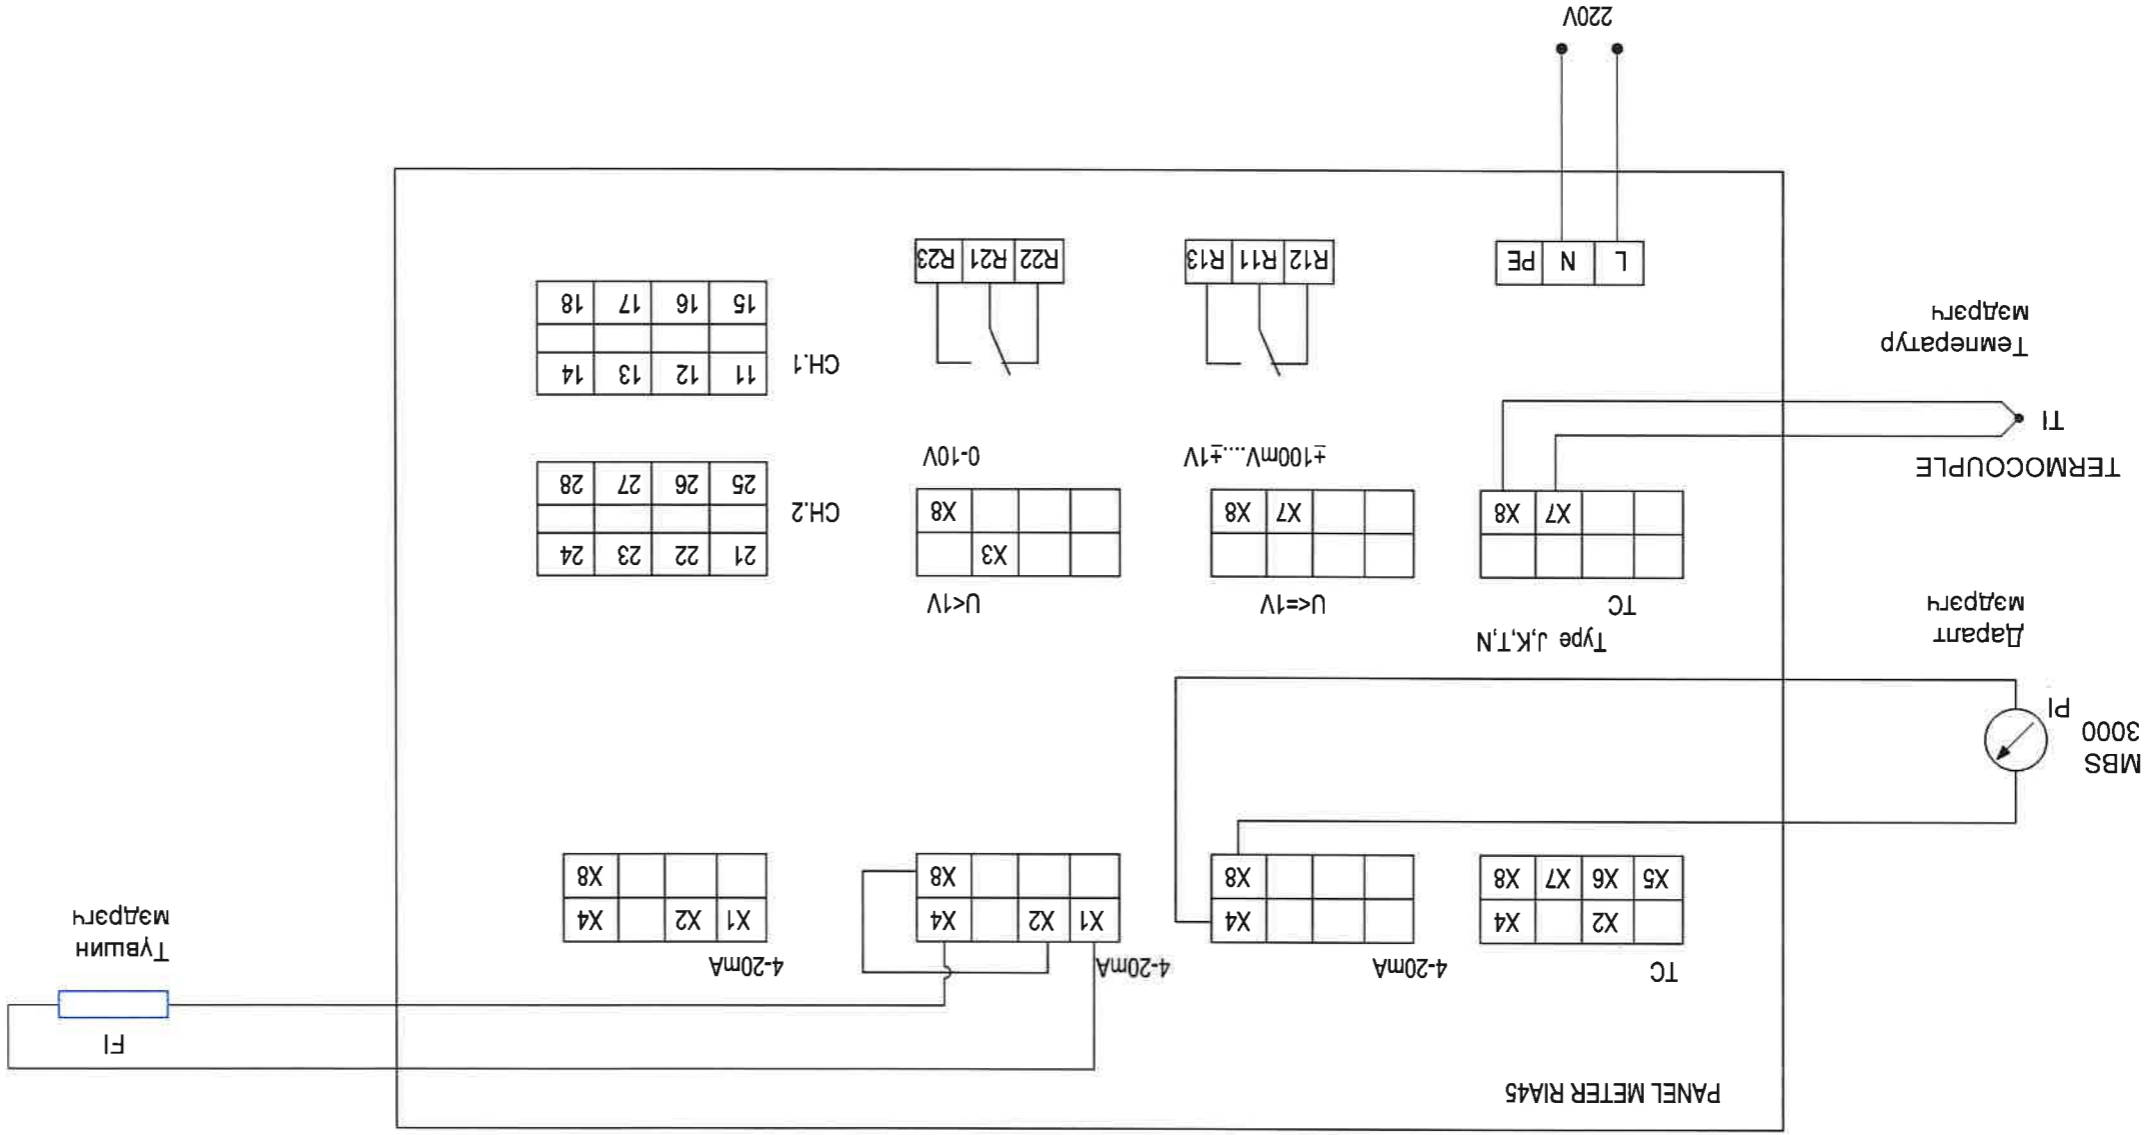 PANEL METER RIA45
FI
Түвшин
мэдрэгч
TC
4-20mA
4-20mA
4-20mA
X2 X4
X5 X6 X7 X8
X4
X8
X1 X2 X4
X8
X1 X2 X4
X8
MBS
3000
PI
Даралт
мэдрэгч
Type J,K,T,N
TC
U<=1V
U<1V
X7 X8
X7 X8
X3
X8
±100mV....±1V
0-10V
CH.2
21 22 23 24
25 26 27 28
TERMOCOUPLE
TI
Температур
мэдрэгч
CH.1
11 12 13 14
15 16 17 18
L N PE
R12 R11 R13
R22 R21 R23
220V